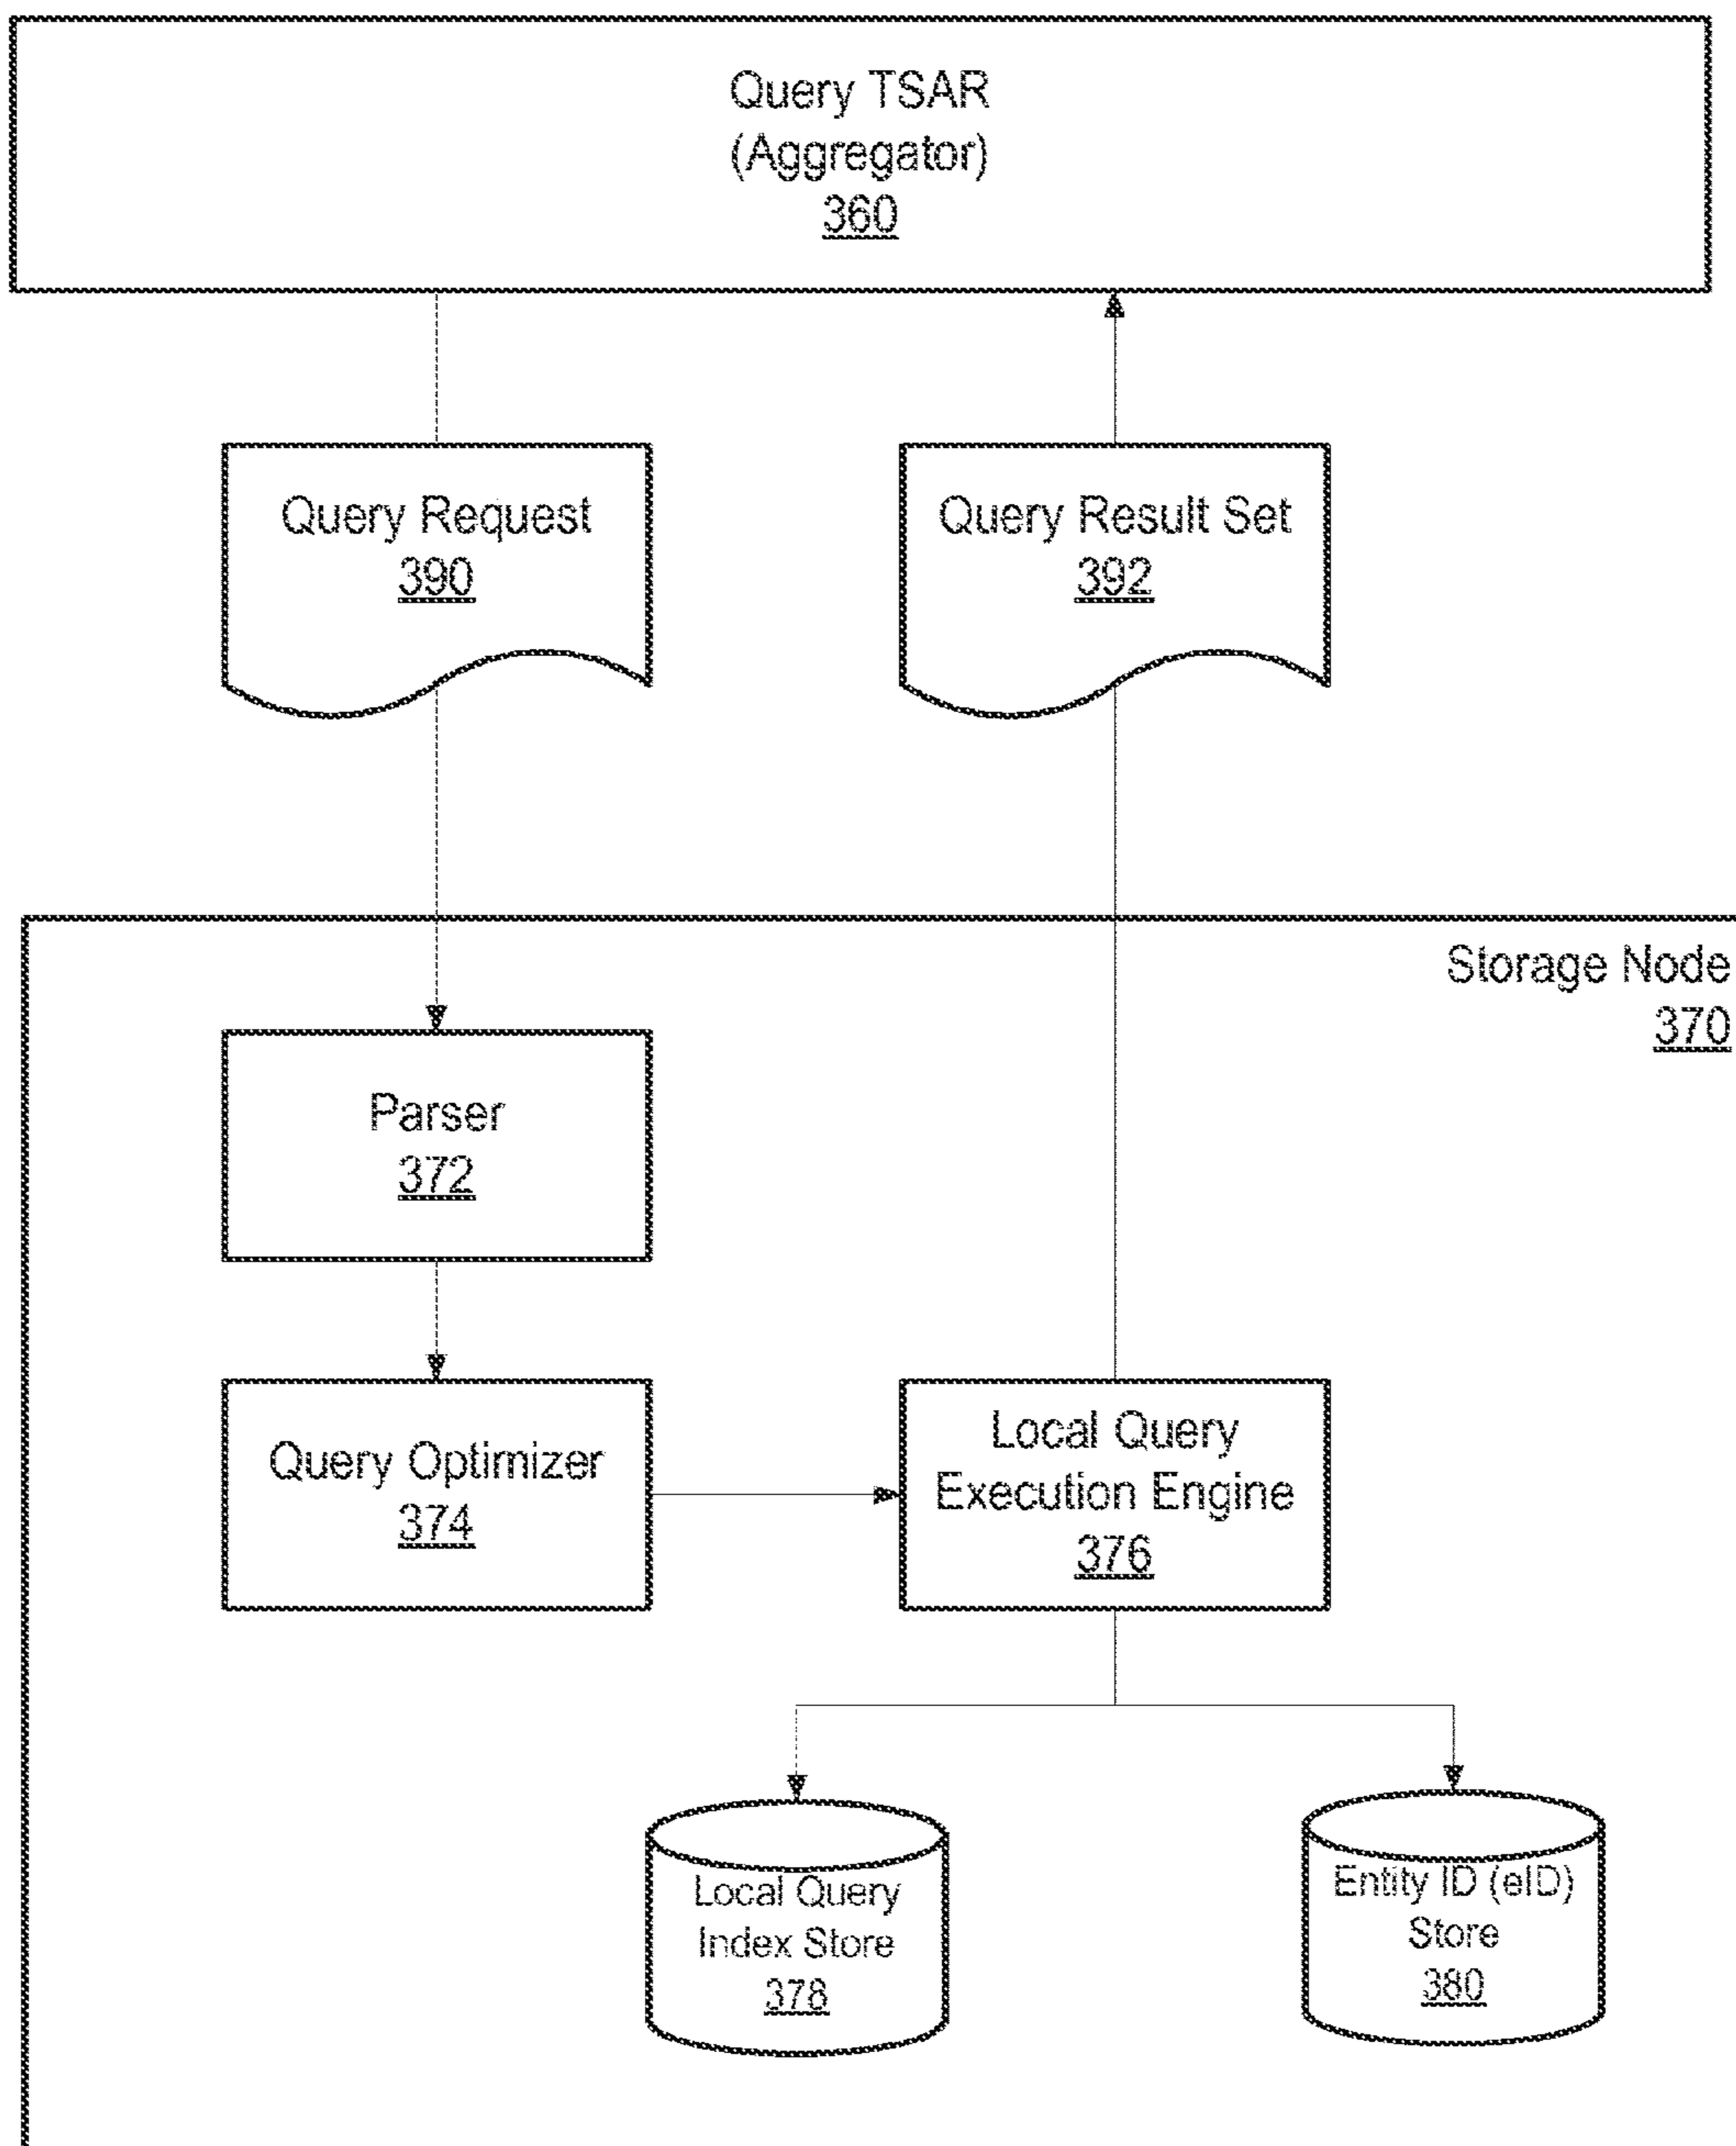 Query TSAR
(Aggregator)
360
Query Request
390
Query Result Set
392
Storage Node
370
Parser
372
Query Optimizer
374
Local Query
Execution Engine
376
Local Query
Index Store
378
Entity ID (eID)
Store
380